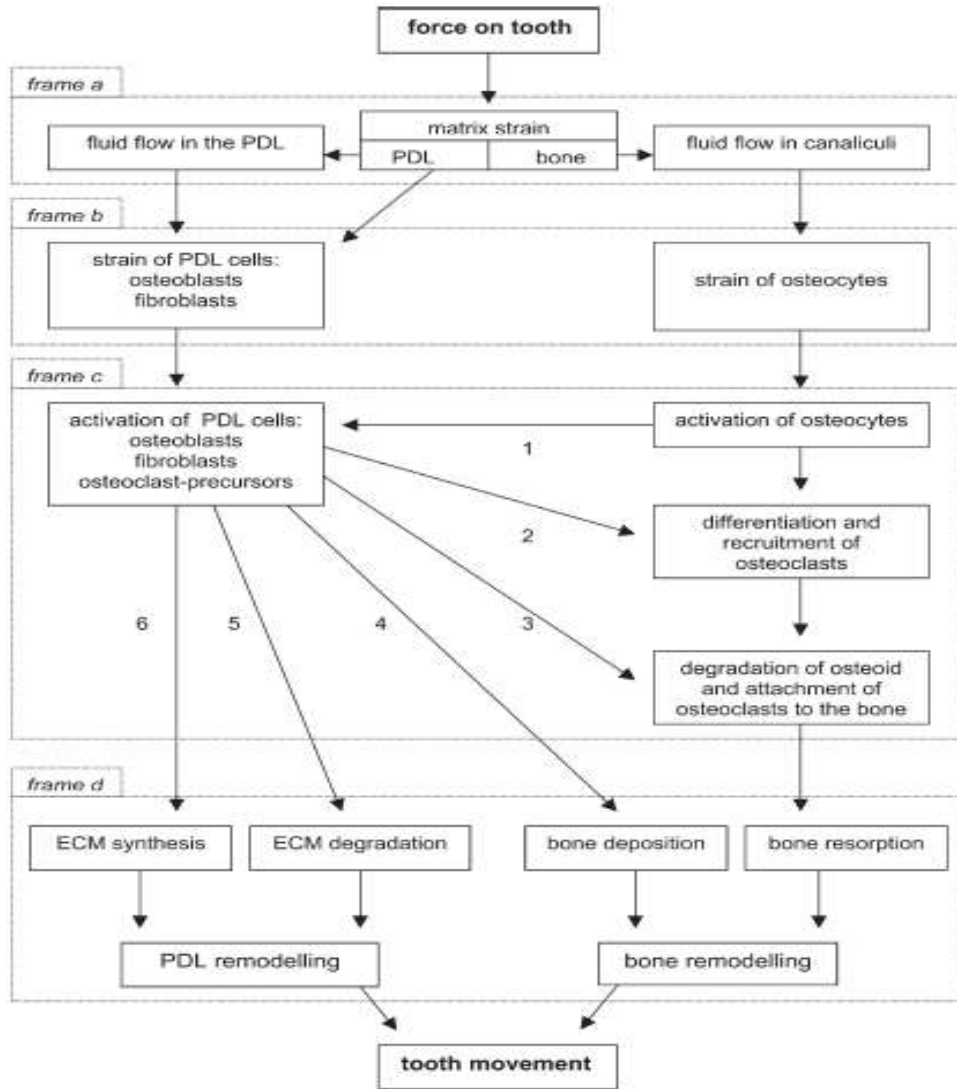 force on tooth
frame a
matrix strain
fluid flow in the PDL
PDL
bone
fluid flow in canaliculi
frame b
strain of PDL cells:
osteoblasts
fibroblasts
strain of osteocytes
frame c
activation of PDL cells:
osteoblasts
fibroblasts
osteoclast-precursors
activation of osteocytes
1
2
differentiation and
recruitment of
osteoclasts
6
5
4
3
degradation of osteoid
and attachment of
osteoclasts to the bone
frame d
ECM synthesis
ECM degradation
bone deposition
bone resorption
PDL remodelling
bone remodelling
tooth movement